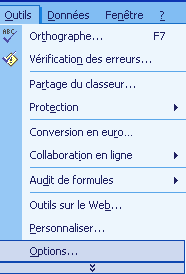 Outils Données Fenêtre ?
Orthographe... F7
Vérification des erreurs...
Partage du classeur...
Protection
Conversion en euro...
Collaboration en ligne
Audit de formules
Outils sur le Web...
Personnaliser...
Options...